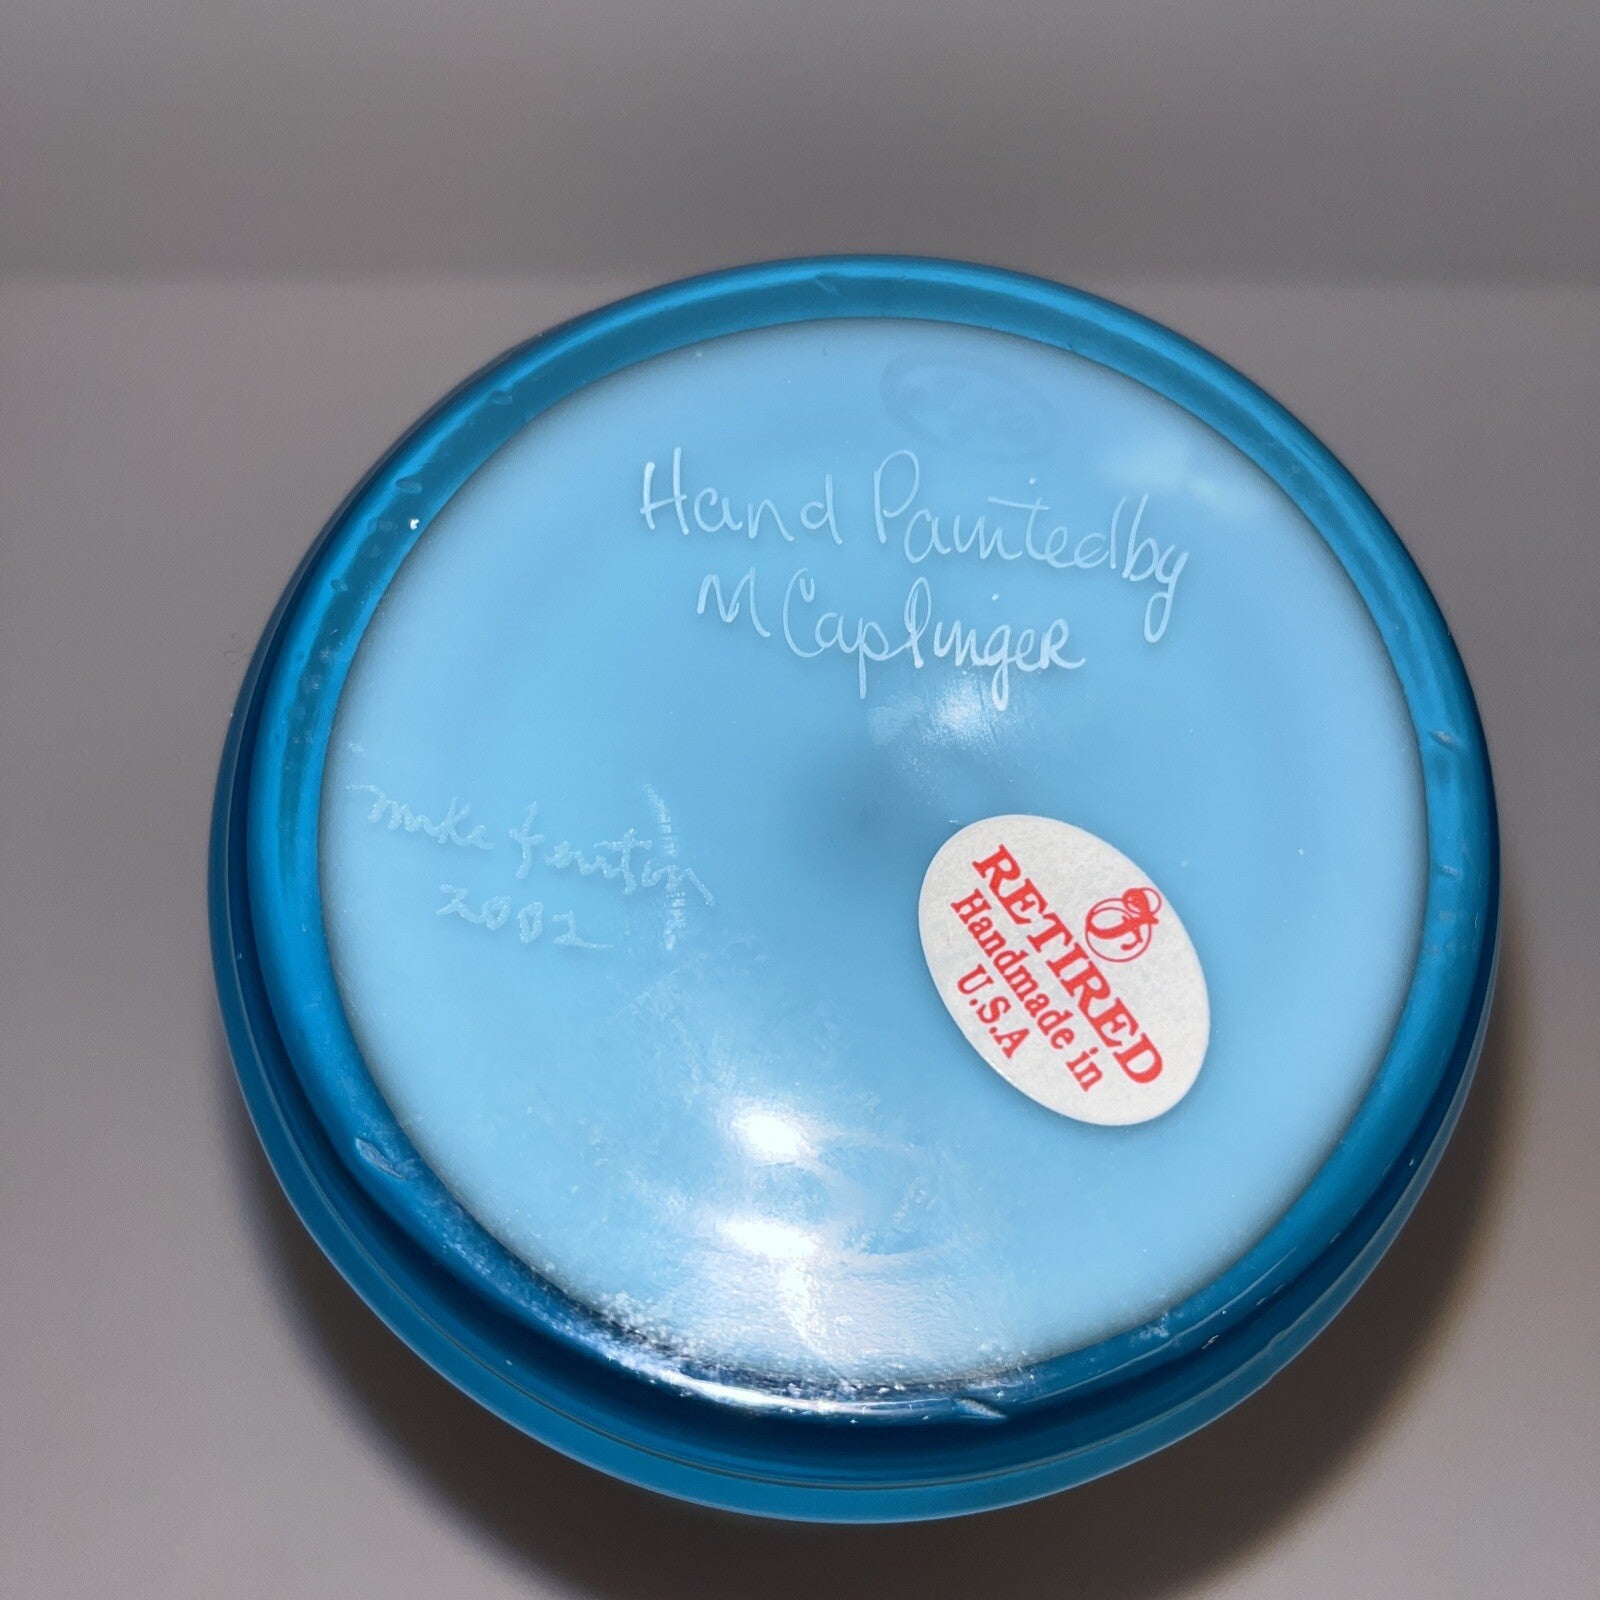 Hand Painted by
M Caplinger
Mike Fenton
2002
RETIRED
Handmade in
U.S.A